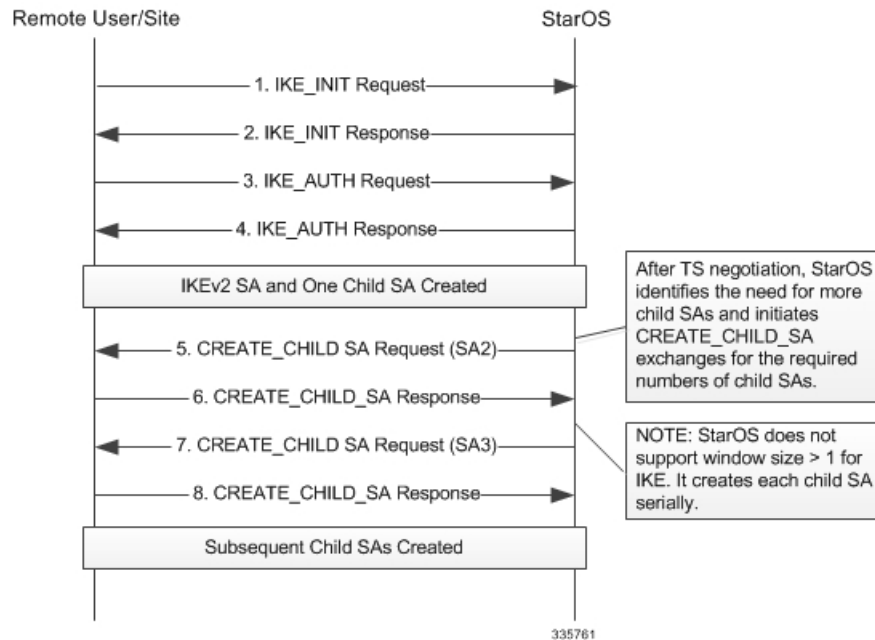 Remote User/Site
StarOS
1. IKE_INIT Request
2. IKE_INIT Response
3. IKE_AUTH Request
4. IKE_AUTH Response
IKEv2 SA and One Child SA Created
After TS negotiation, StarOS
identifies the need for more
child SAs and initiates
CREATE_CHILD_SA
exchanges for the required
numbers of child SAs.
5. CREATE_CHILD SA Request (SA2)
6. CREATE_CHILD_SA Response
7. CREATE_CHILD SA Request (SA3)
NOTE: StarOS does not
support window size > 1 for
IKE. It creates each child SA
serially.
8. CREATE_CHILD_SA Response
Subsequent Child SAs Created
335761